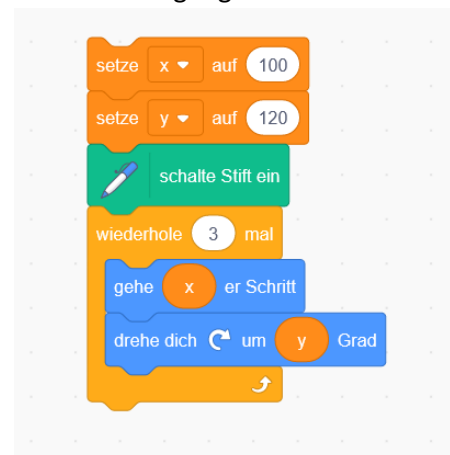 setze x auf 100
setze y auf 120
schalte Stift ein
wiederhole 3 mal
gehe x er Schritt
drehe dich um y Grad